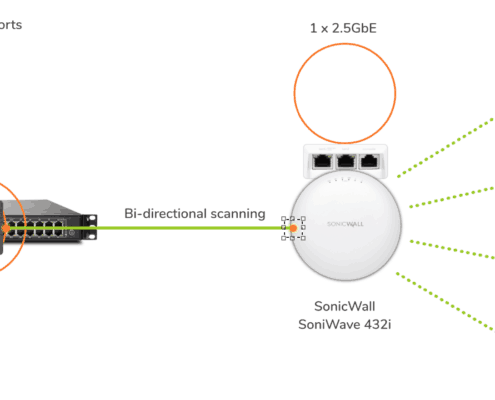 orts
1 x 2.5GbE
Bi-directional scanning
SONICWALL
SonicWall
SoniWave 432i